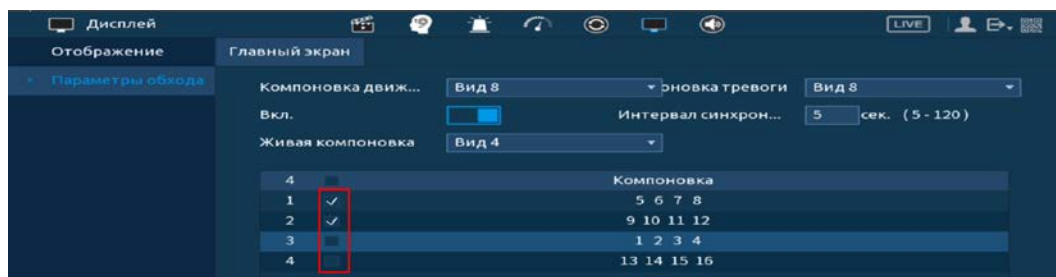 Дисплей LIVE
Отображение Главный экран
Параметры обхода
Компоновка движ... Вид 8 оновка тревоги Вид 8
Вкл. Интервал синхрон... 5 сек. (5-120)
Живая компоновка Вид 4
4 Компоновка
1 5 6 7 8
2 9 10 11 12
3 1 2 3 4
4 13 14 15 16